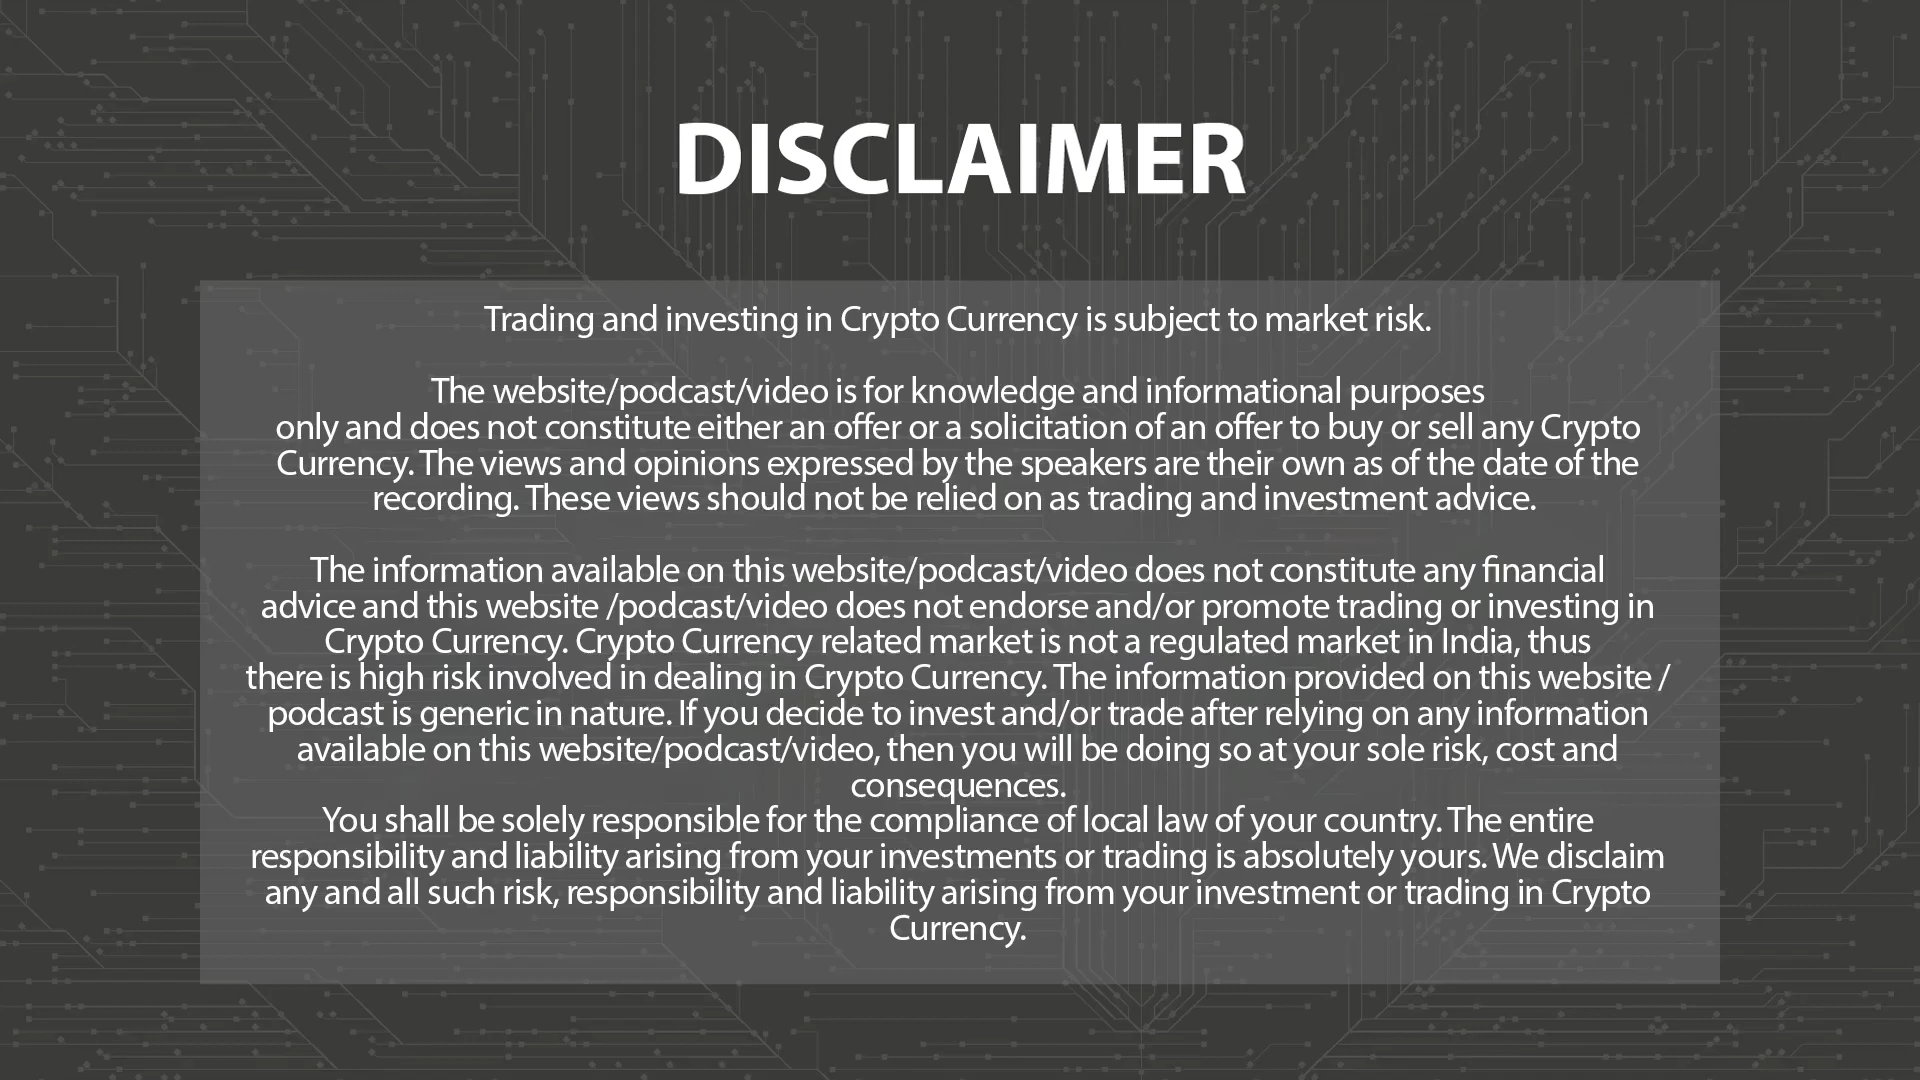 DISCLAIMER
Trading and investing in Crypto Currency is subject to market risk.
The website/podcast/video is for knowledge and informational purposes
only and does not constitute either an offer or a solicitation of an offer to buy or sell any Crypto
Currency. The views and opinions expressed by the speakers are their own as of the date of the
recording. These views should not be relied on as trading and investment advice.
The information available on this website/podcast/video does not constitute any financial
advice and this website /podcast/video does not endorse and/or promote trading or investing in
Crypto Currency. Crypto Currency related market is not a regulated market in India, thus
there is high risk involved in dealing in Crypto Currency. The information provided on this website /
podcast is generic in nature. If you decide to invest and/or trade after relying on any information
available on this website/podcast/video, then you will be doing so at your sole risk, cost and
consequences.
You shall be solely responsible for the compliance of local law of your country. The entire
responsibility and liability arising from your investments or trading is absolutely yours. We disclaim
any and all such risk, responsibility and liability arising from your investment or trading in Crypto
Currency.